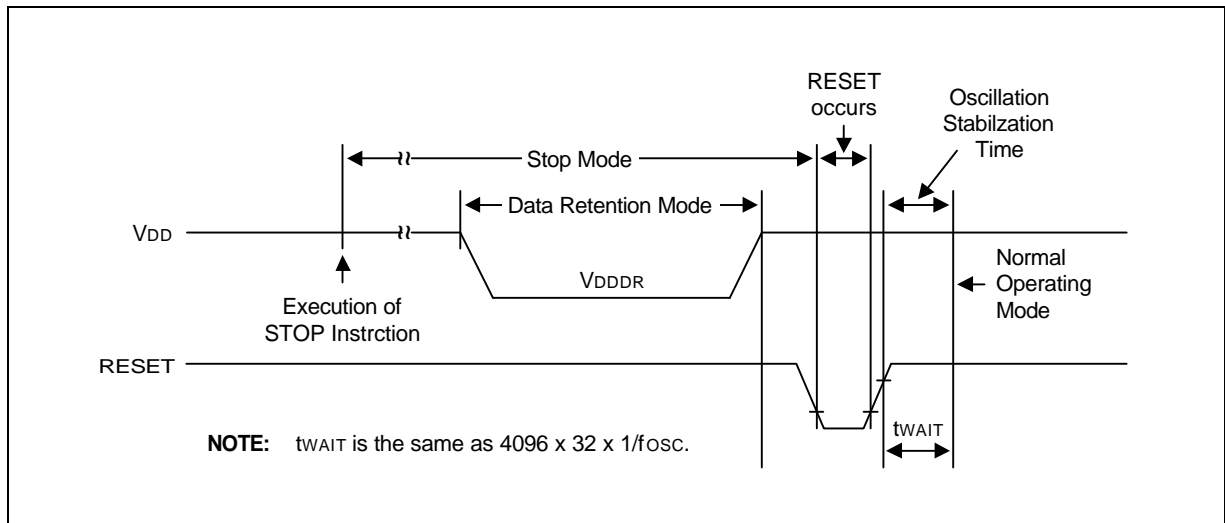 RESET
occurs
Oscillation
Stabilzation
Time
Stop Mode
Data Retention Mode
VDD
VDDDR
Normal
Operating
Mode
Execution of
STOP Instrction
RESET
NOTE: tWAIT is the same as 4096 x 32 x 1/fOSC.
tWAIT